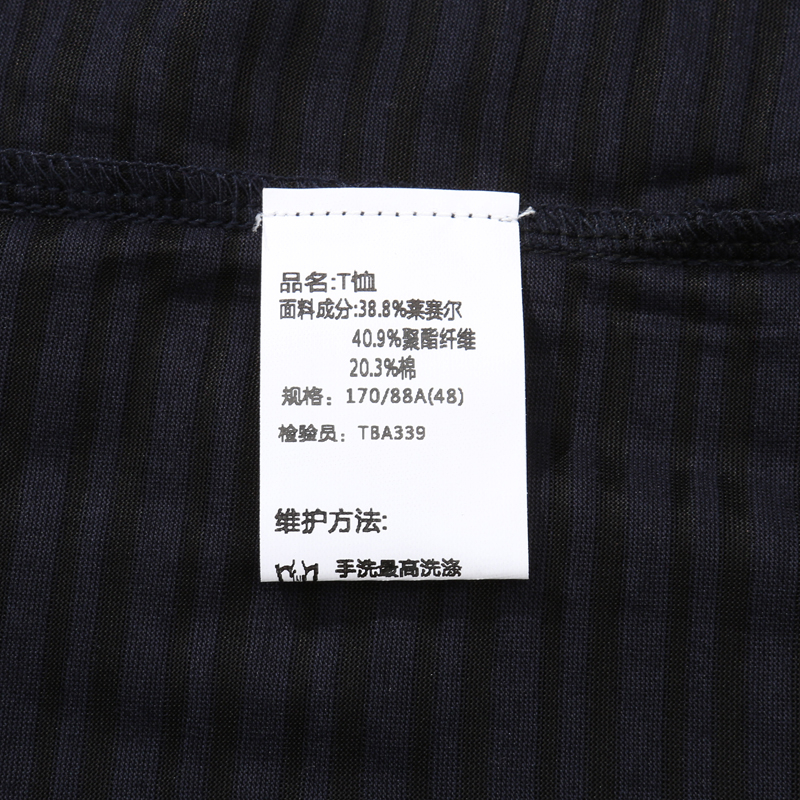 品名:T恤
面料成分:38.8%莱赛尔
40.9%聚酯纤维
20.3%棉
规格：170/88A(48)
检验员：TBA339
维护方法:
手洗最高洗涤